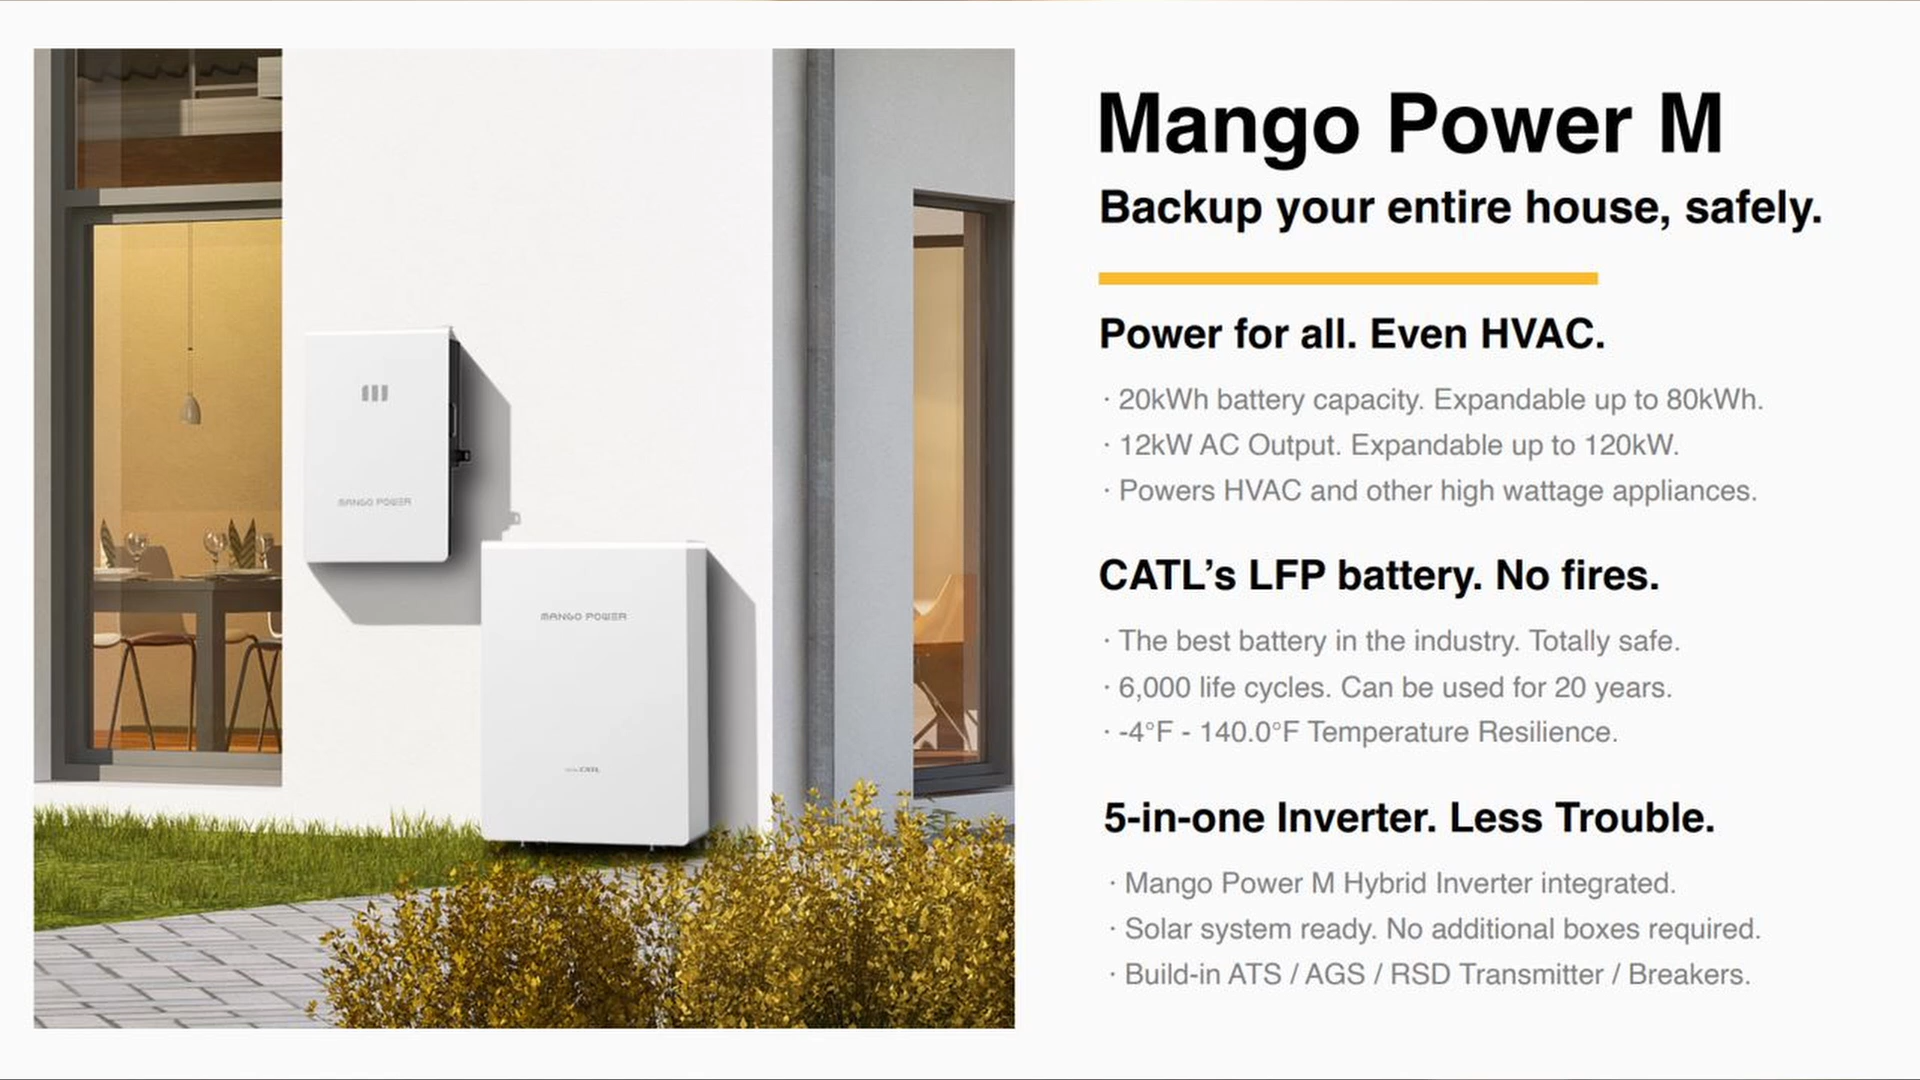 Mango Power M
Backup your entire house, safely.
Power for all. Even HVAC.
· 20kWh battery capacity. Expandable up to 80kWh.
· 12kW AC Output. Expandable up to 120kW.
· Powers HVAC and other high wattage appliances.
CATL’s LFP battery. No fires.
· The best battery in the industry. Totally safe.
· 6,000 life cycles. Can be used for 20 years.
· -4°F - 140.0°F Temperature Resilience.
5-in-one Inverter. Less Trouble.
· Mango Power M Hybrid Inverter integrated.
· Solar system ready. No additional boxes required.
· Build-in ATS / AGS / RSD Transmitter / Breakers.
MANGO POWER
MANGO POWER
CATL